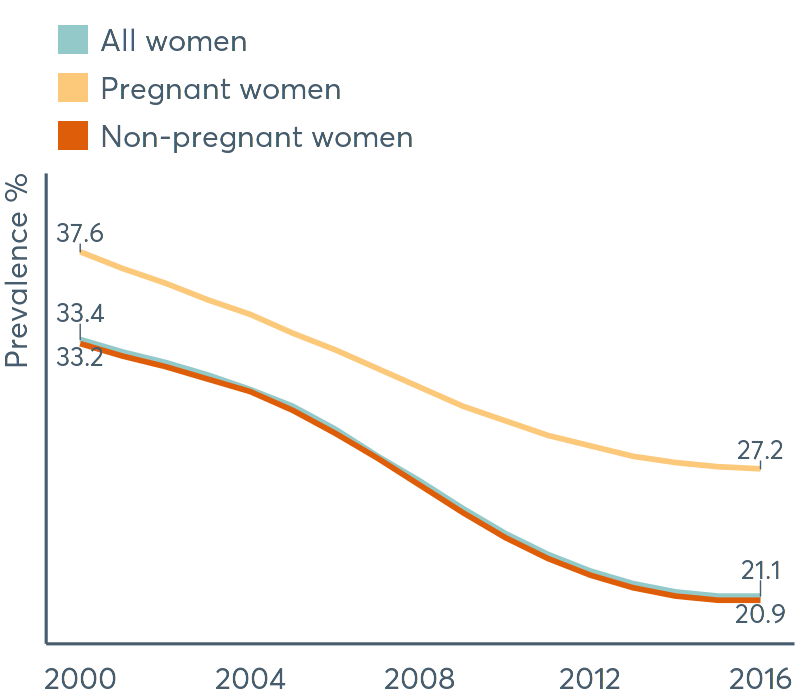 All women
Pregnant women
Non-pregnant women
Prevalence %
37.6
33.4
33.2
27.2
21.1
20.9
2000 2004 2008 2012 2016